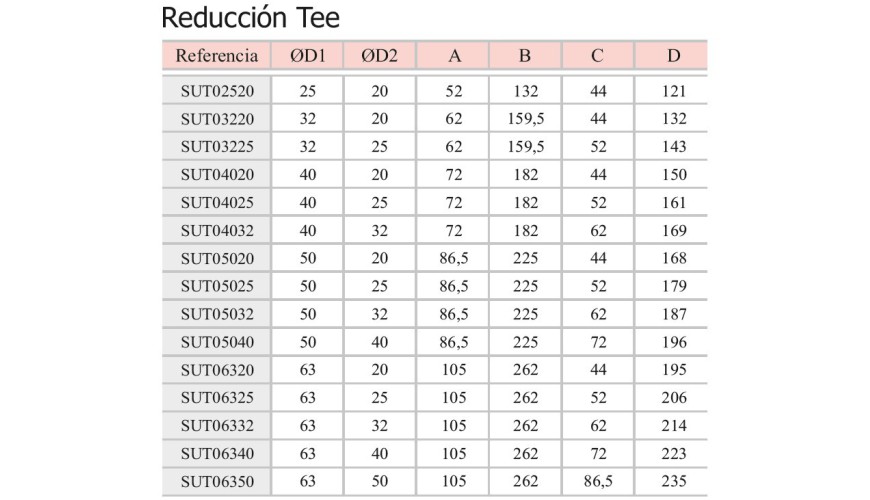 Reducción Tee
Referencia ØD1 ØD2 A B C D
SUT02520 25 20 52 132 44 121
SUT03220 32 20 62 159,5 44 132
SUT03225 32 25 62 159,5 52 143
SUT04020 40 20 72 182 44 150
SUT04025 40 25 72 182 52 161
SUT04032 40 32 72 182 62 169
SUT05020 50 20 86,5 225 44 168
SUT05025 50 25 86,5 225 52 179
SUT05032 50 32 86,5 225 62 187
SUT05040 50 40 86,5 225 72 196
SUT06320 63 20 105 262 44 195
SUT06325 63 25 105 262 52 206
SUT06332 63 32 105 262 62 214
SUT06340 63 40 105 262 72 223
SUT06350 63 50 105 262 86,5 235